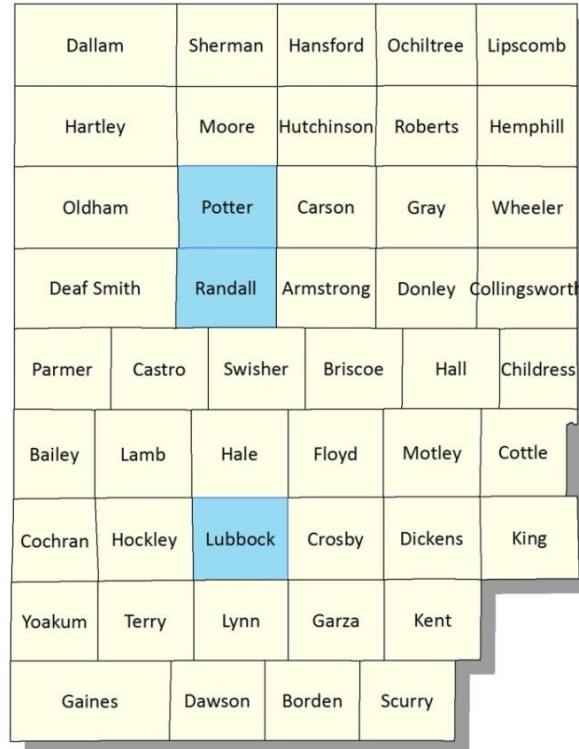 Dallam Sherman Hansford Ochiltree Lipscomb
Hartley Moore Hutchinson Roberts Hemphill
Oldham Potter Carson Gray Wheeler
Deaf Smith Randall Armstrong Donley Collingsworth
Parmer Castro Swisher Briscoe Hall Childress
Bailey Lamb Hale Floyd Motley Cottle
Cochran Hockley Lubbock Crosby Dickens King
Yoakum Terry Lynn Garza Kent
Gaines Dawson Borden Scurry